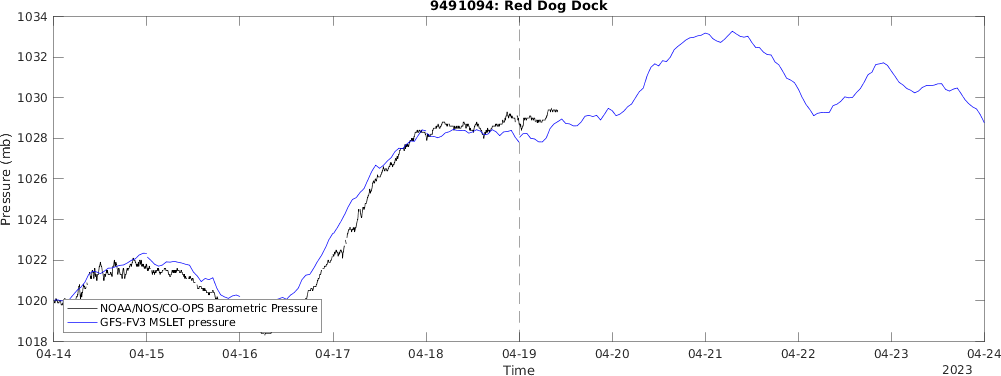 9491094: Red Dog Dock
Pressure (mb)
1034
1032
1030
1028
1026
1024
1022
1020
1018
NOAA/NOS/CO-OPS Barometric Pressure
GFS-FV3 MSLET pressure
04-14 04-15 04-16 04-17 04-18 04-19 04-20 04-21 04-22 04-23 04-24
Time
2023